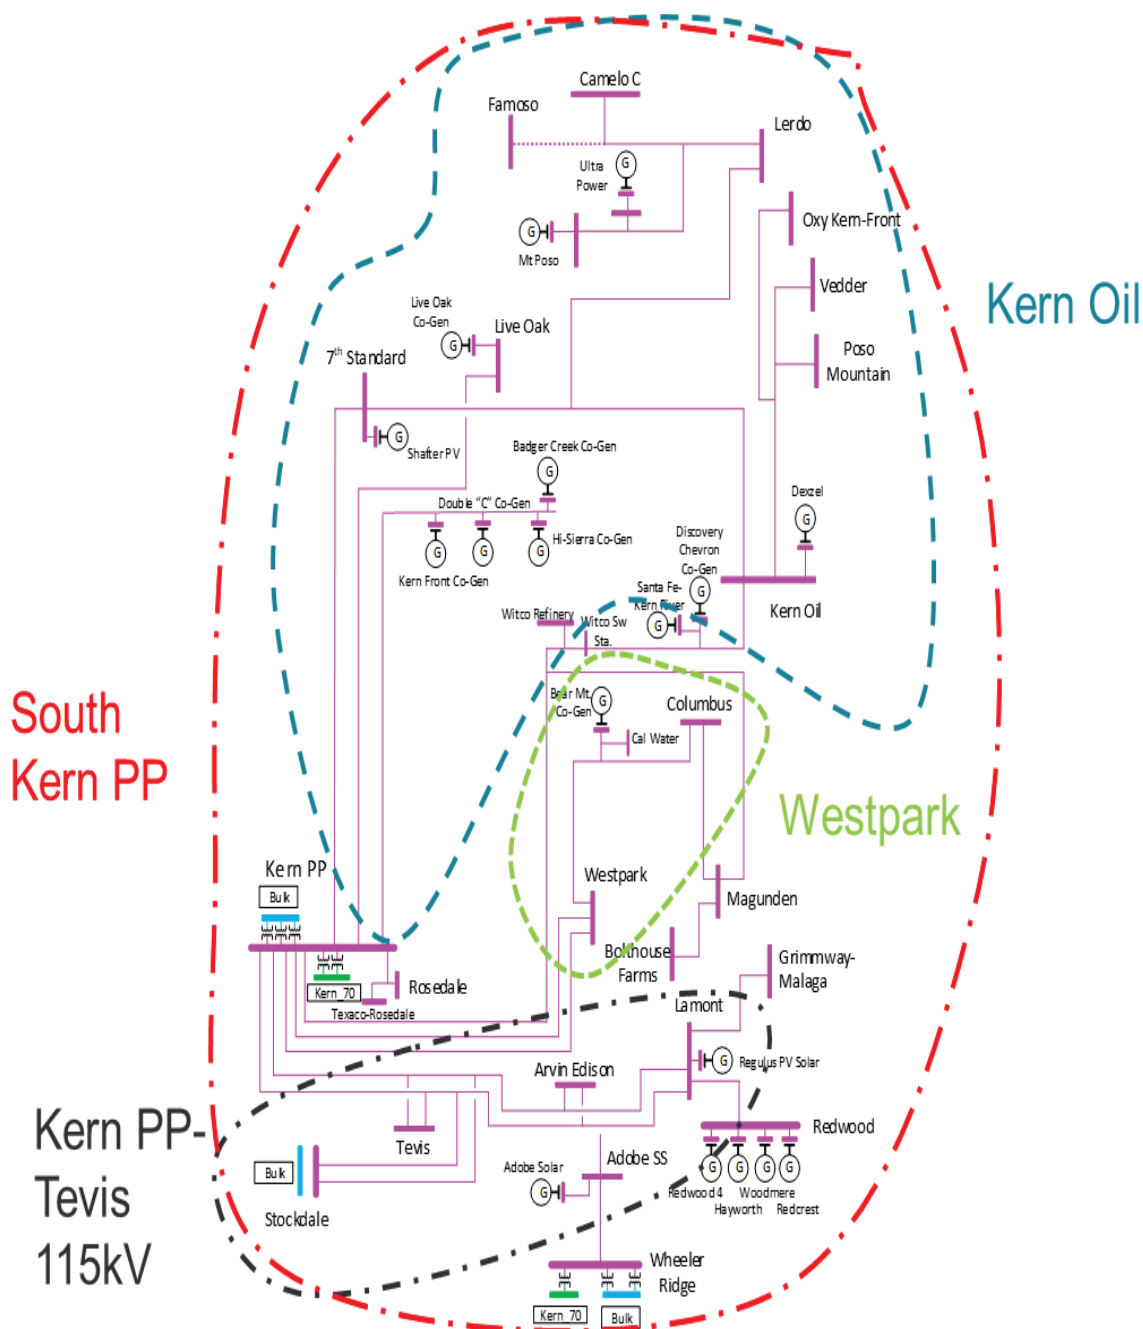 Camelo C
Famoso
Lerdo
Ultra
Power
G
Oxy Kern-Front
G
Mt Poso
Vedder
Kern Oil
Live Oak
Co-Gen
G
Live Oak
7th Standard
Poso
Mountain
G
Shafter PV
Badger Creek Co-Gen
G
Double "C" Co-Gen
Dexzel
G
Hi-Sierra Co-Gen
G
G
G
Kern Front Co-Gen
Discovery
Chevron
Co-Gen
G
Santa Fe-
Kern River
G
Kern Oil
Witco Refinery
Witco Sw
Sta.
South
Kern PP
Bear Mt.
Co-Gen
G
Columbus
Cal Water
Westpark
Kern PP
Bulk
Westpark
Magunden
Bolthouse
Farms
Grimmway-
Malaga
Kern_70
Rosedale
Texaco-Rosedale
Lamont
G
Regulus PV Solar
Arvin Edison
Kern PP-
Tevis
115kV
Tevis
Redwood
G
G
G
G
Redwood 4
Woodmere
Hayworth
Redcrest
Bulk
Stockdale
Adobe Solar
G
Adobe SS
Wheeler
Ridge
Kern_70
Bulk